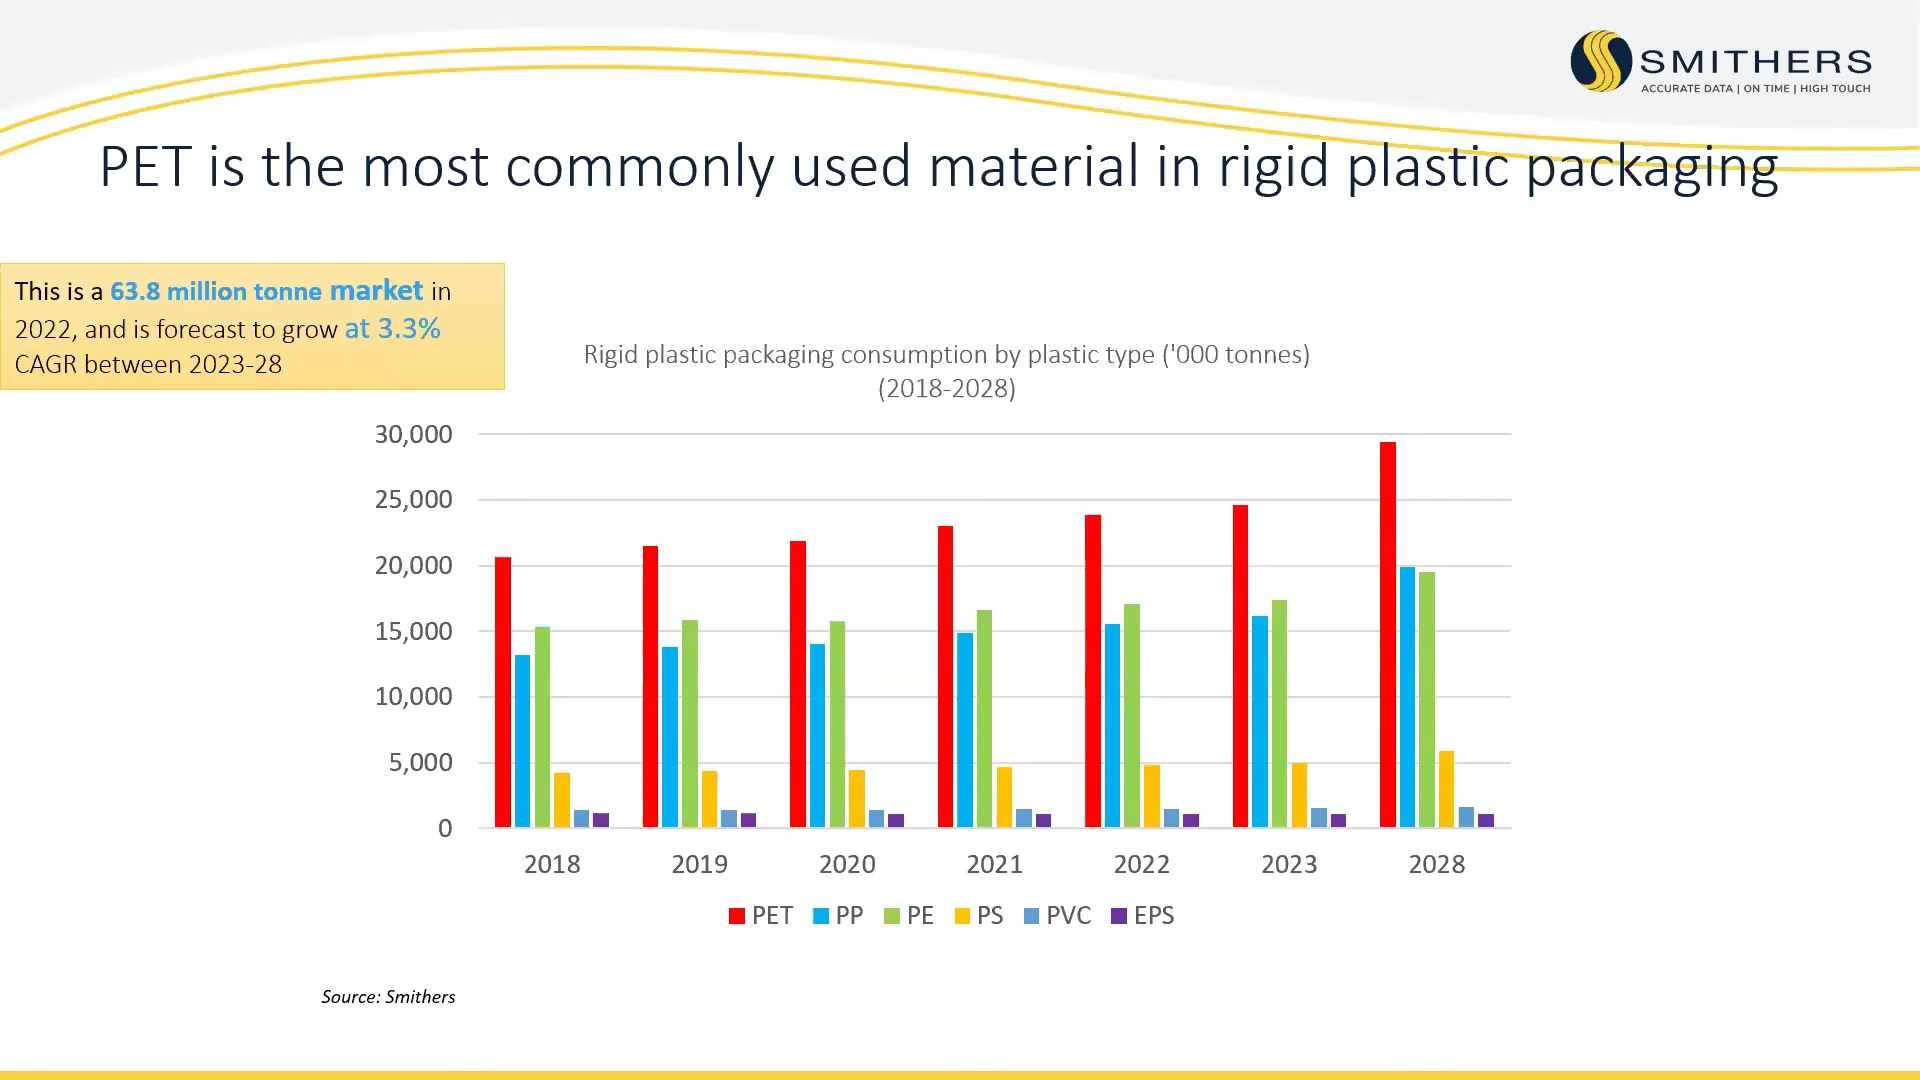 SMITHERS
ACCURATE DATA | ON TIME | HIGH TOUCH
PET is the most commonly used material in rigid plastic packaging
This is a 63.8 million tonne market in
2022, and is forecast to grow at 3.3%
CAGR between 2023-28
Rigid plastic packaging consumption by plastic type ('000 tonnes)
(2018-2028)
30,000
25,000
20,000
15,000
10,000
5,000
0
2018 2019 2020 2021 2022 2023 2028
PET PP PE PS PVC EPS
Source: Smithers